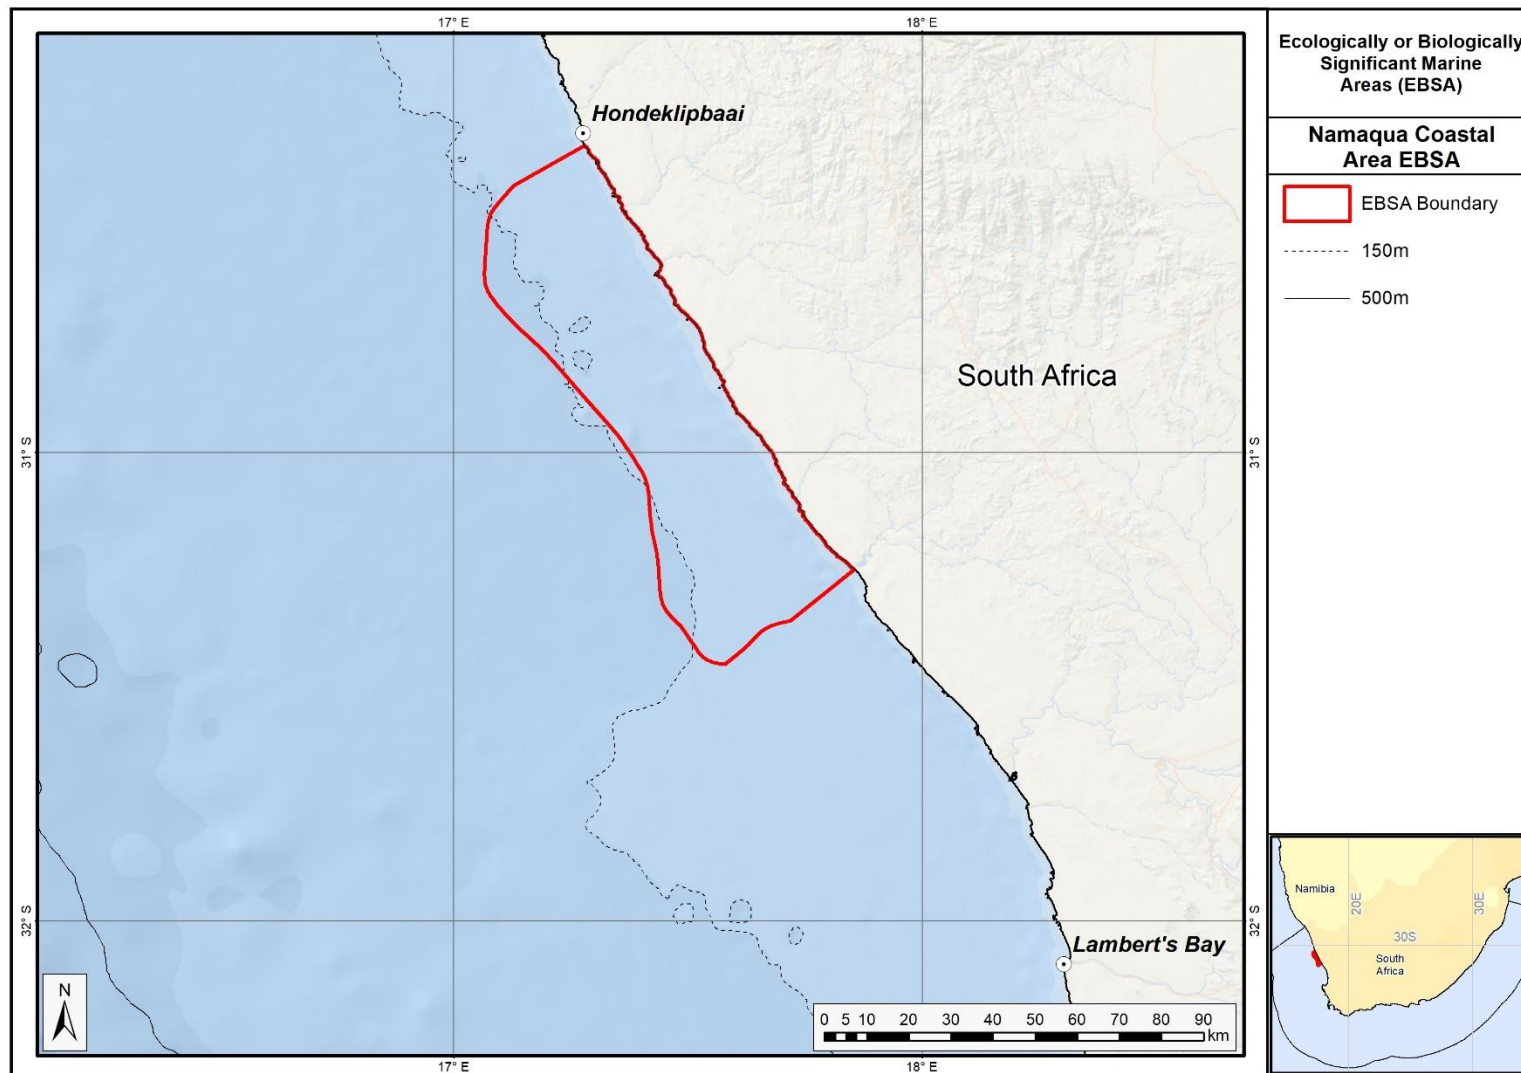 17° E
18° E
Hondeklipbaai
South Africa
31° S
31° S
32° S
32° S
Lambert's Bay
N
0 5 10 20 30 40 50 60 70 80 90
km
17° E
18° E
Ecologically or Biologically
Significant Marine
Areas (EBSA)
Namaqua Coastal
Area EBSA
EBSA Boundary
150m
500m
Namibia
20E
30E
30S
South
Africa